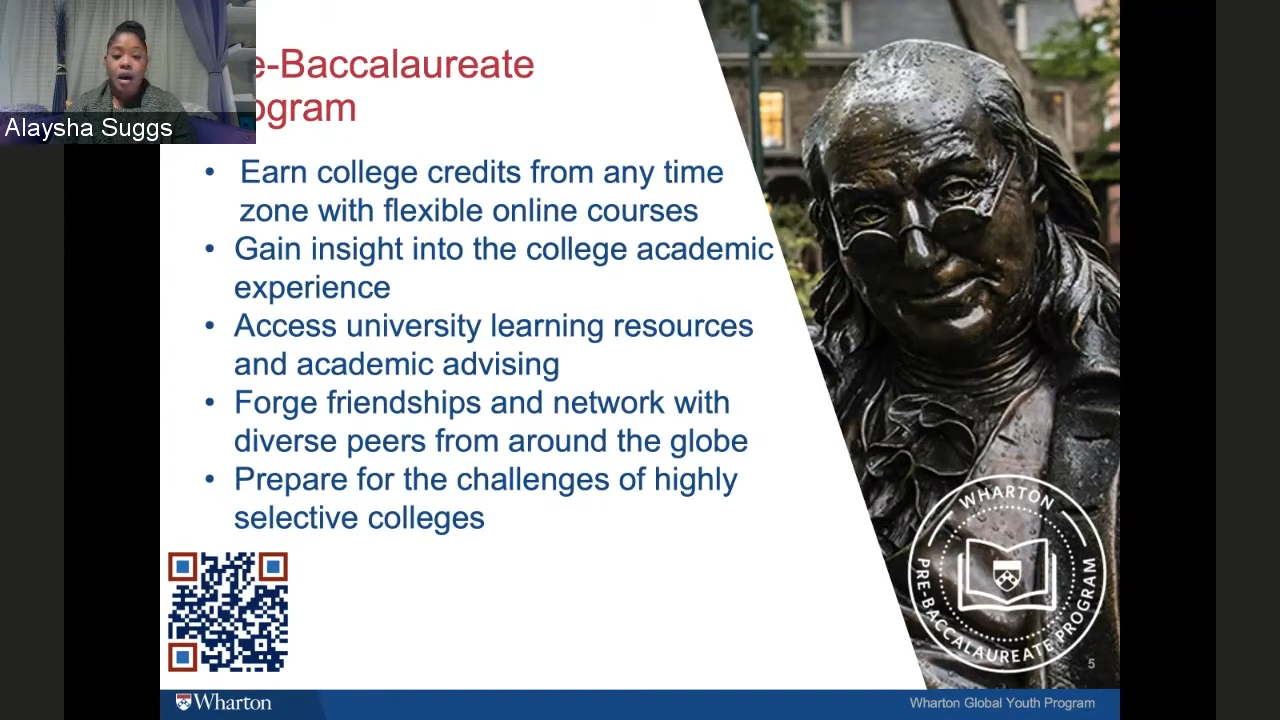 Alaysha Suggs
e-Baccalaureate
ogram
• Earn college credits from any time
zone with flexible online courses
• Gain insight into the college academic
experience
• Access university learning resources
and academic advising
• Forge friendships and network with
diverse peers from around the globe
• Prepare for the challenges of highly
selective colleges
WHARTON
PRE-BACCALAUREATE PROGRAM
5
Wharton
Wharton Global Youth Program